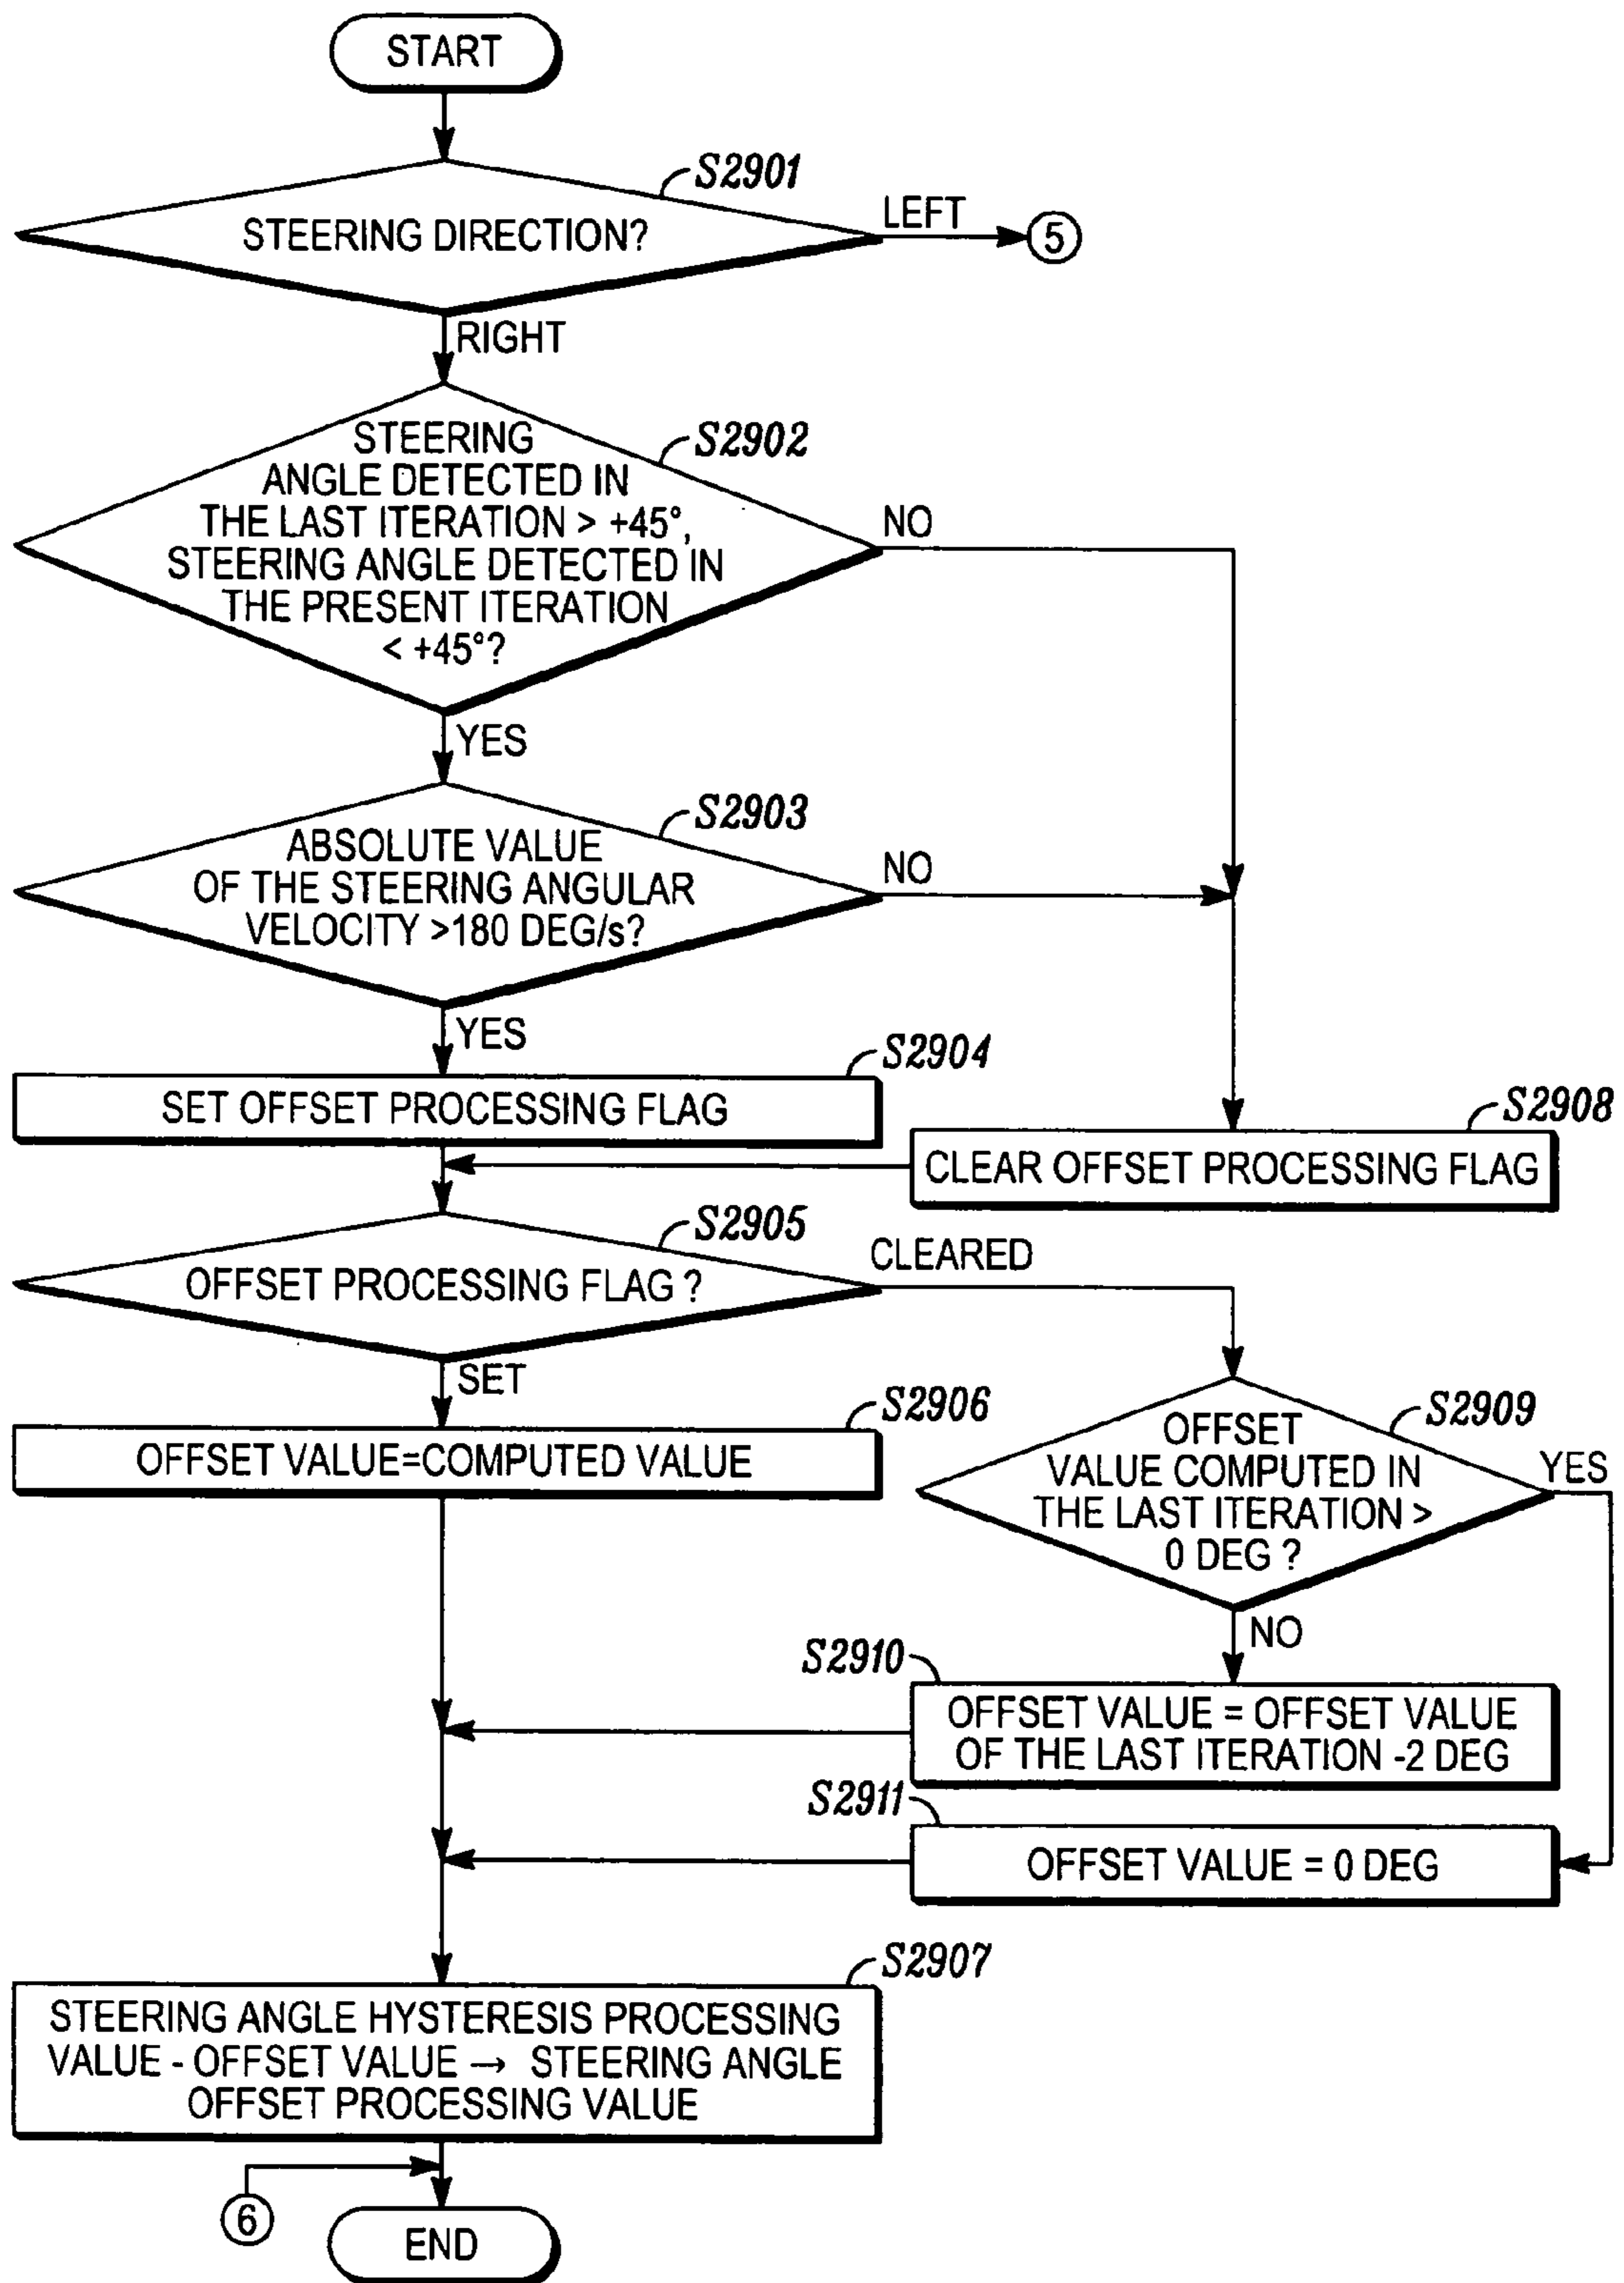 START
S2901
STEERING DIRECTION?
LEFT
5
RIGHT
S2902
STEERING
ANGLE DETECTED IN
THE LAST ITERATION > +45°,
STEERING ANGLE DETECTED IN
THE PRESENT ITERATION
< +45°?
NO
YES
S2903
ABSOLUTE VALUE
OF THE STEERING ANGULAR
VELOCITY >180 DEG/s?
NO
YES
S2904
SET OFFSET PROCESSING FLAG
S2908
CLEAR OFFSET PROCESSING FLAG
S2905
OFFSET PROCESSING FLAG ?
CLEARED
SET
S2906
OFFSET VALUE=COMPUTED VALUE
S2909
OFFSET
VALUE COMPUTED IN
THE LAST ITERATION >
0 DEG ?
YES
NO
S2910
OFFSET VALUE = OFFSET VALUE
OF THE LAST ITERATION -2 DEG
S2911
OFFSET VALUE = 0 DEG
S2907
STEERING ANGLE HYSTERESIS PROCESSING
VALUE - OFFSET VALUE → STEERING ANGLE
OFFSET PROCESSING VALUE
6
END